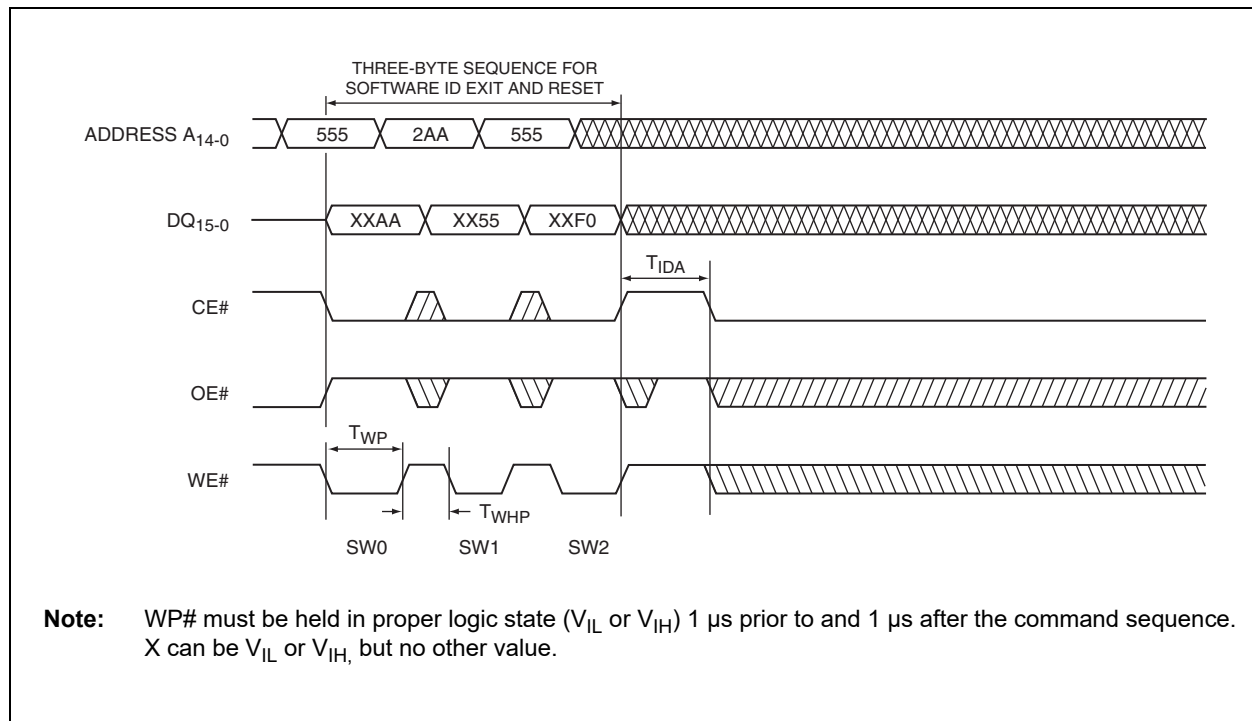 THREE-BYTE SEQUENCE FOR
SOFTWARE ID EXIT AND RESET
ADDRESS A14-0
555
2AA
555
DQ15-0
XXAA
XX55
XXF0
TIDA
CE#
OE#
TWP
WE#
TWHP
SW0
SW1
SW2
Note: WP# must be held in proper logic state (VIL or VIH) 1 µs prior to and 1 µs after the command sequence.
X can be VIL or VIH, but no other value.